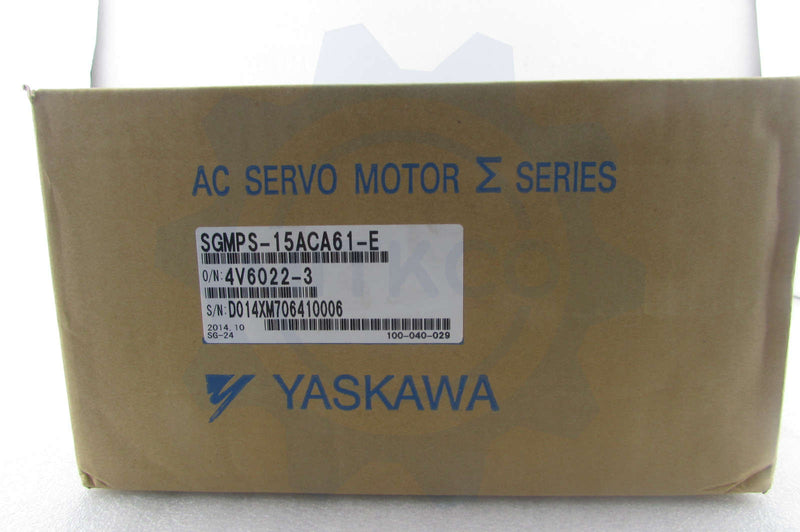 AC SERVO MOTOR Σ SERIES
SGMPS-15ACA61-E
O/N: 4V6022-3
S/N: D014XM706410006
2014.10
SG-24 100-040-029
YASKAWA